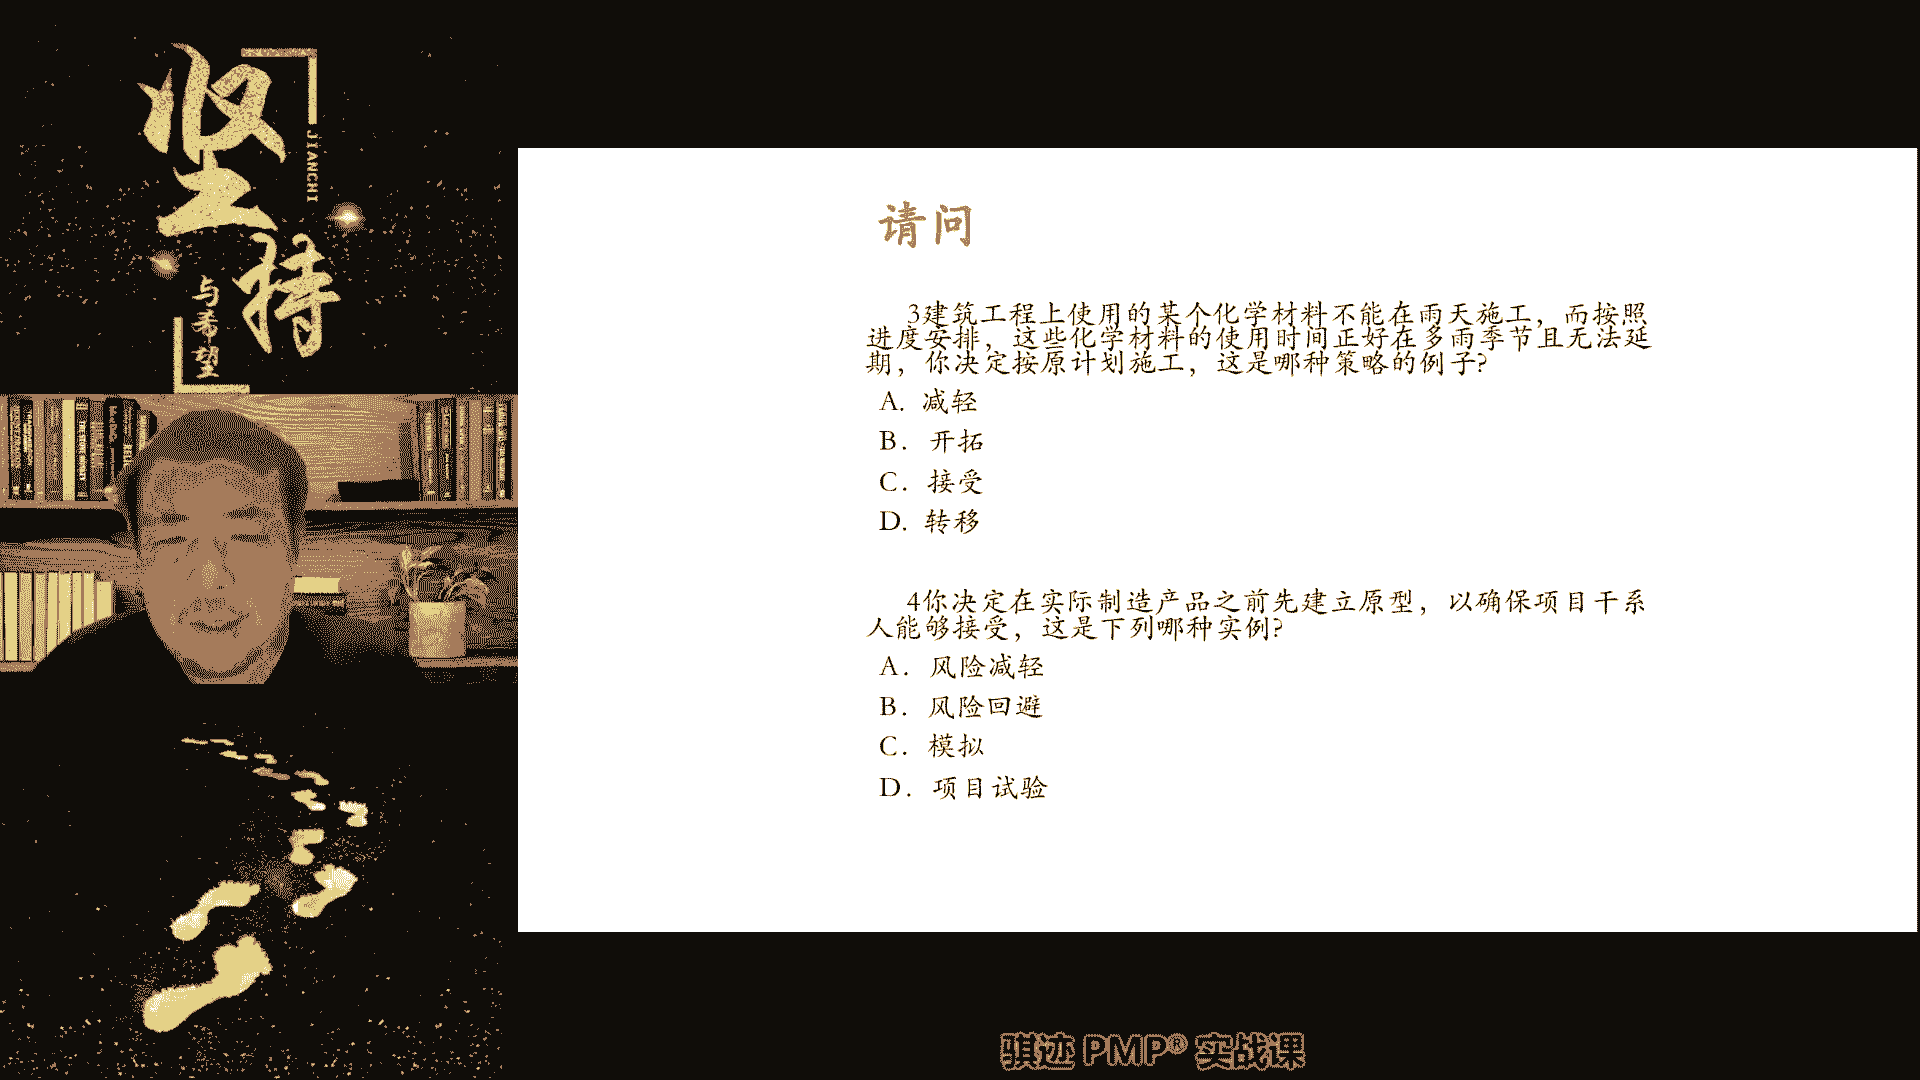 坚持
JIANCHI
与希望
请问
3建筑工程上使用的某个化学材料不能在雨天施工，而按照
进度安排，这些化学材料的使用时间正好在多雨季节且无法延
期，你决定按原计划施工，这是哪种策略的例子?
A. 减轻
B. 开拓
C. 接受
D. 转移
4你决定在实际制造产品之前先建立原型，以确保项目干系
人能够接受，这是下列哪种实例?
A. 风险减轻
B. 风险回避
C. 模拟
D. 项目试验
骐迹 PMP® 实战课